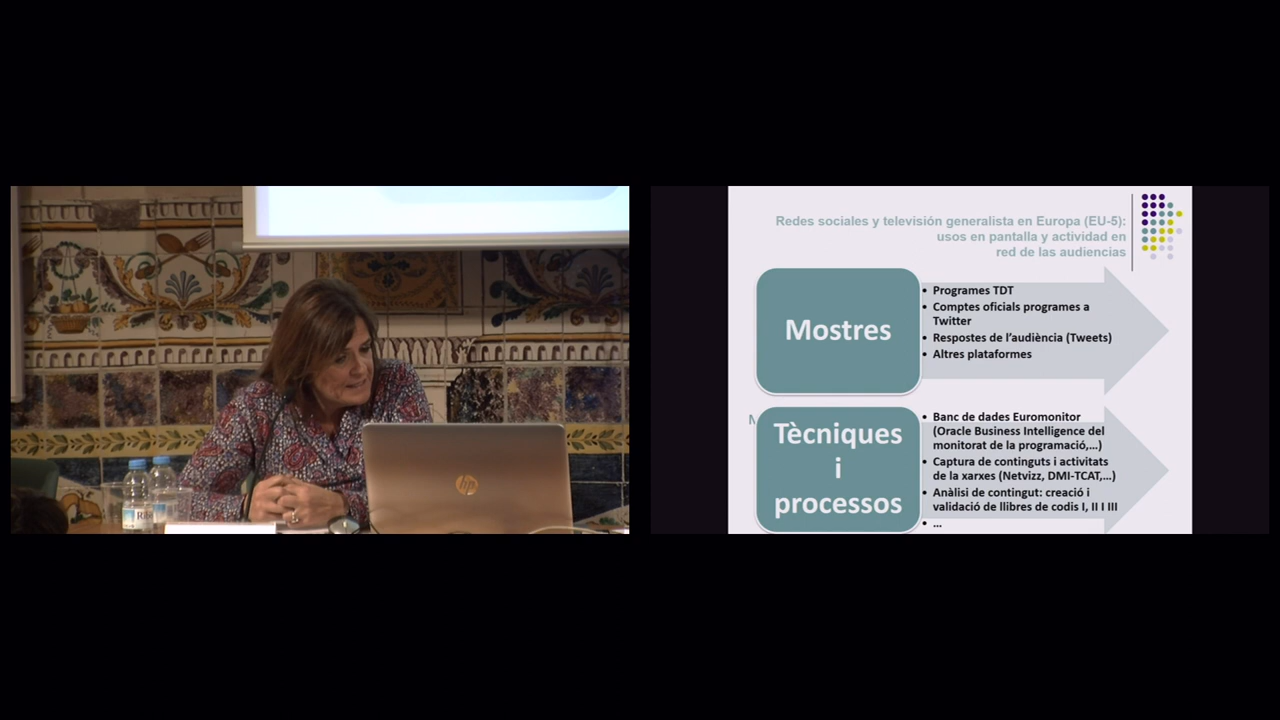 Redes sociales y televisión generalista en Europa (EU-5):
usos en pantalla y actividad en
red de las audiencias
Mostres
• Programes TDT
• Comptes oficials programes a
Twitter
• Respostes de l'audiència (Tweets)
• Altres plataformes
Tècniques
i
processos
• Banc de dades Euromonitor
(Oracle Business Intelligence del
monitorat de la programació,...)
• Captura de continguts i activitats
de la xarxes (Netvizz, DMI-TCAT,...)
• Anàlisi de contingut: creació i
validació de llibres de codis I, II I III
• ...
hp